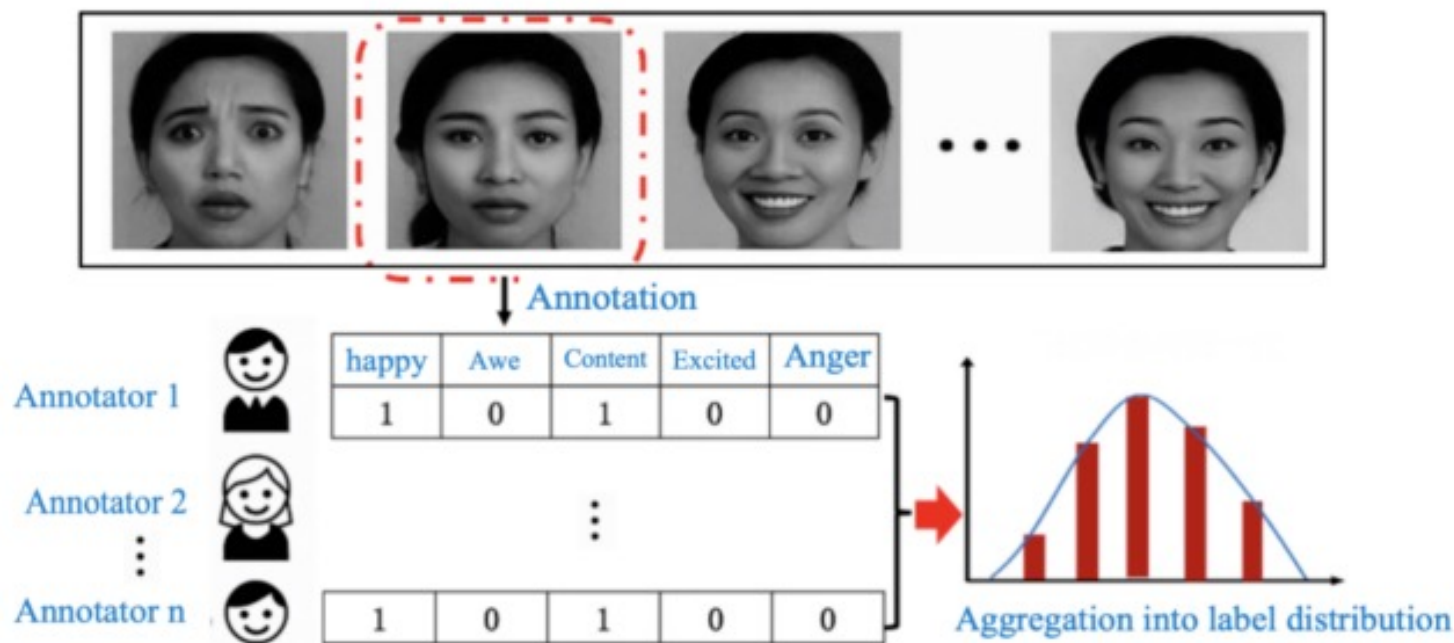 Annotation
happy Awe Content Excited Anger
Annotator 1
1 0 1 0 0
Annotator 2
Annotator n
1 0 1 0 0
Aggregation into label distribution